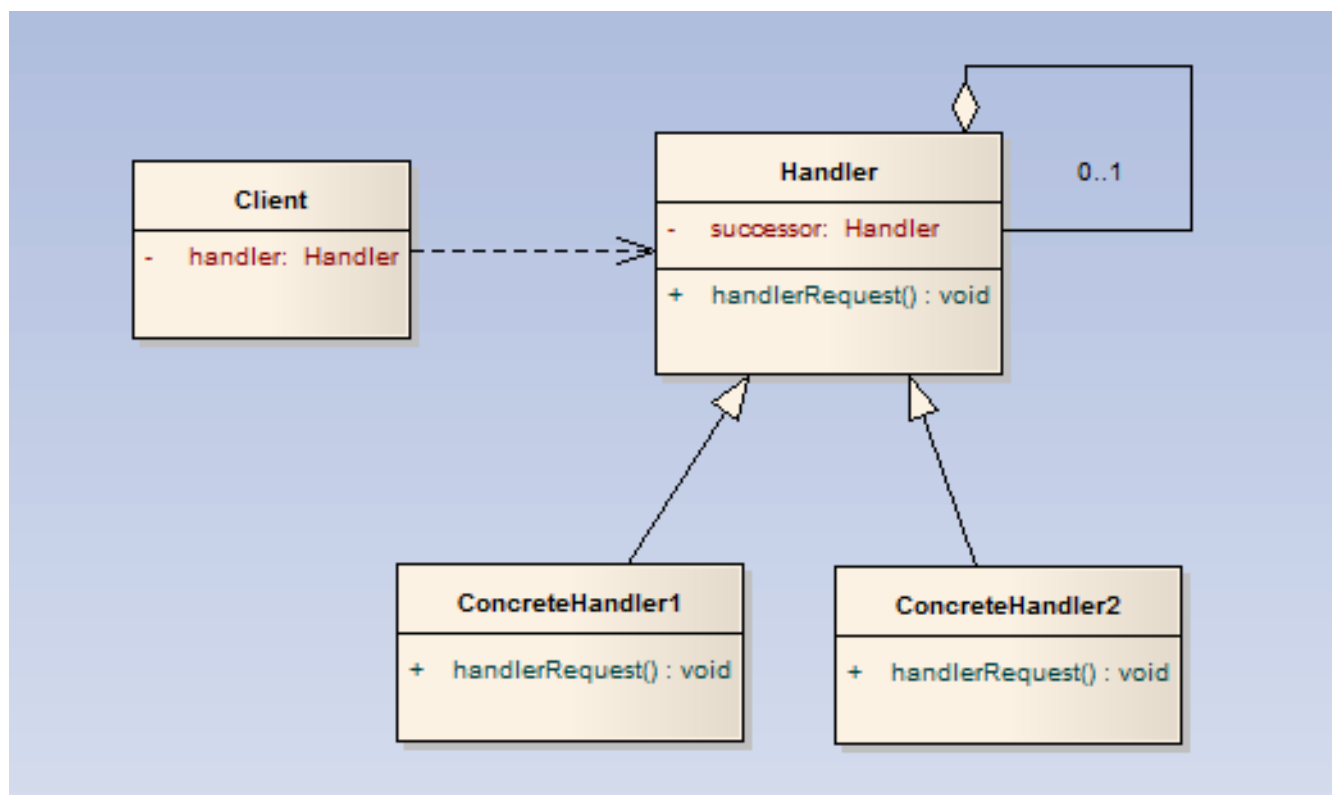 Client
- handler: Handler
Handler
- successor: Handler
+ handlerRequest() : void
0..1
ConcreteHandler1
+ handlerRequest() : void
ConcreteHandler2
+ handlerRequest() : void